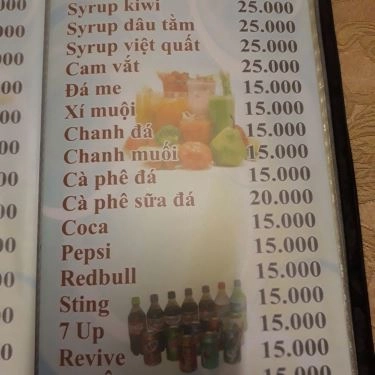 Syrup kiwi 25.000
Syrup dâu tằm 25.000
Syrup việt quất 25.000
Cam vắt 25.000
Đá me 15.000
Xí muội 15.000
Chanh đá 15.000
Chanh muối 15.000
Cà phê đá 15.000
Cà phê sữa đá 20.000
Coca 15.000
Pepsi 15.000
Redbull 15.000
Sting 15.000
7 Up 15.000
Revive 15.000